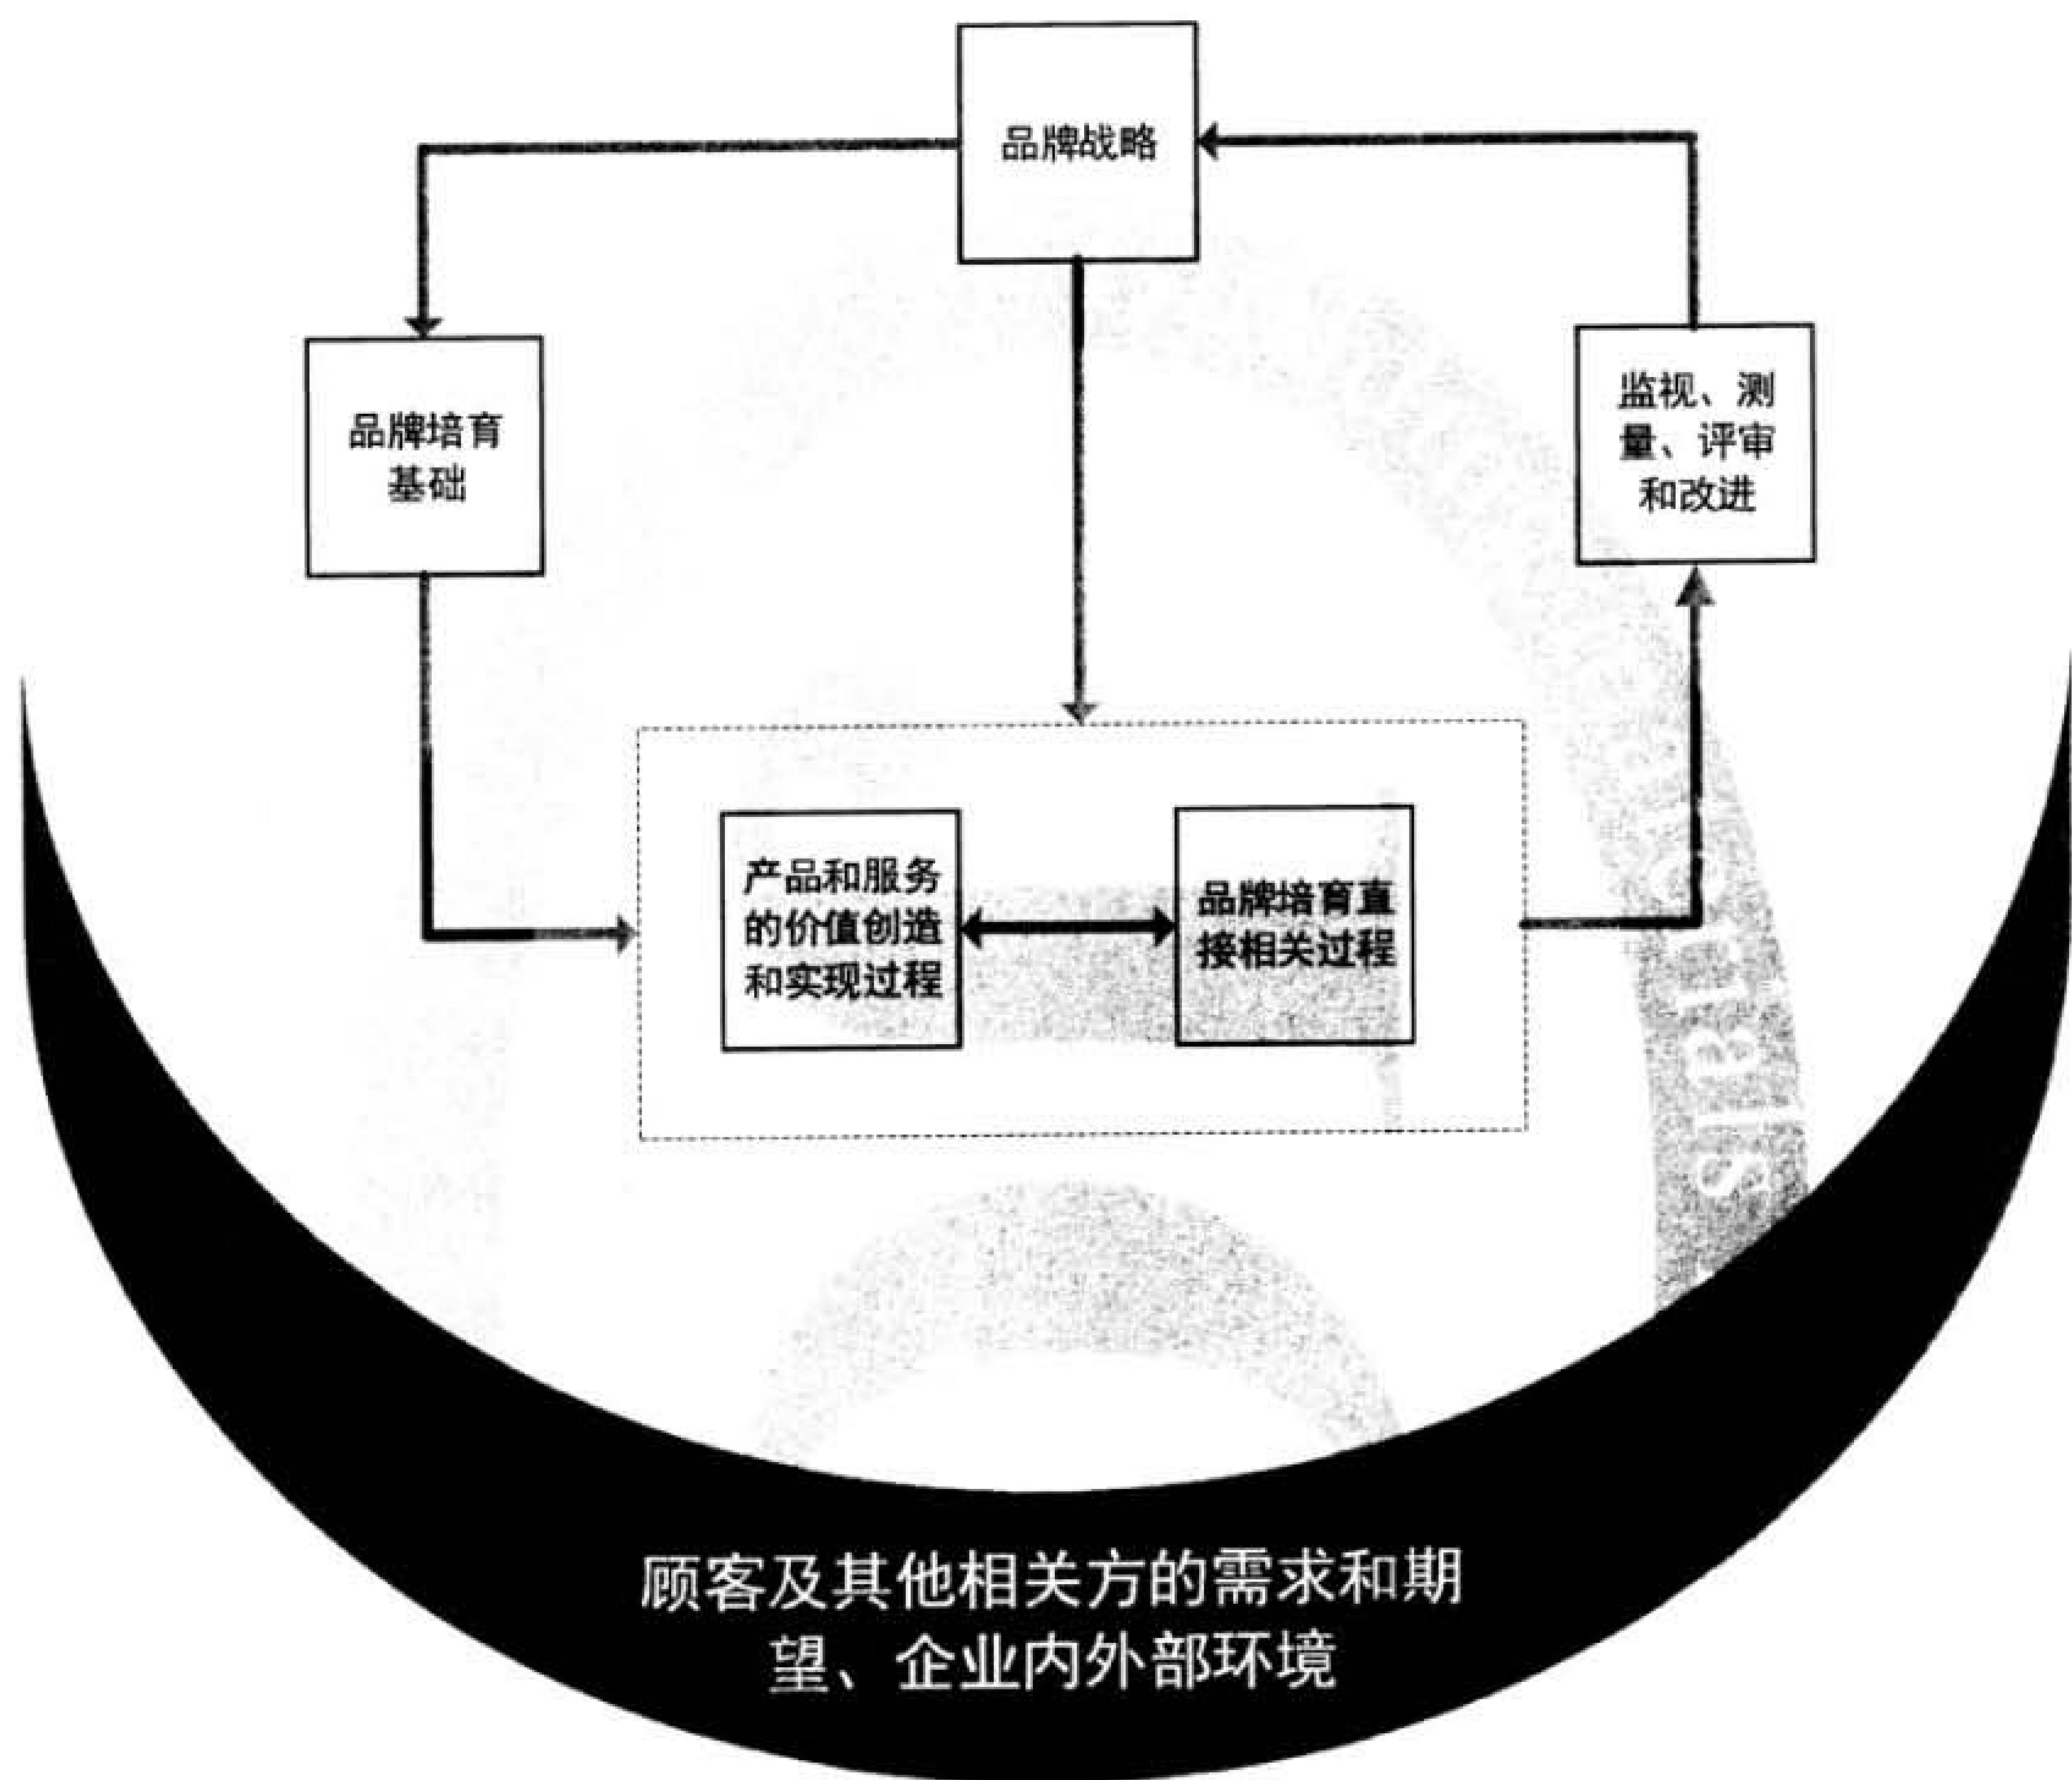 品牌战略
品牌培育
基础
监视、测
量、评审
和改进
产品和服务
的价值创造
和实现过程
品牌培育直
接相关过程
顾客及其他相关方的需求和期
望、企业内外部环境